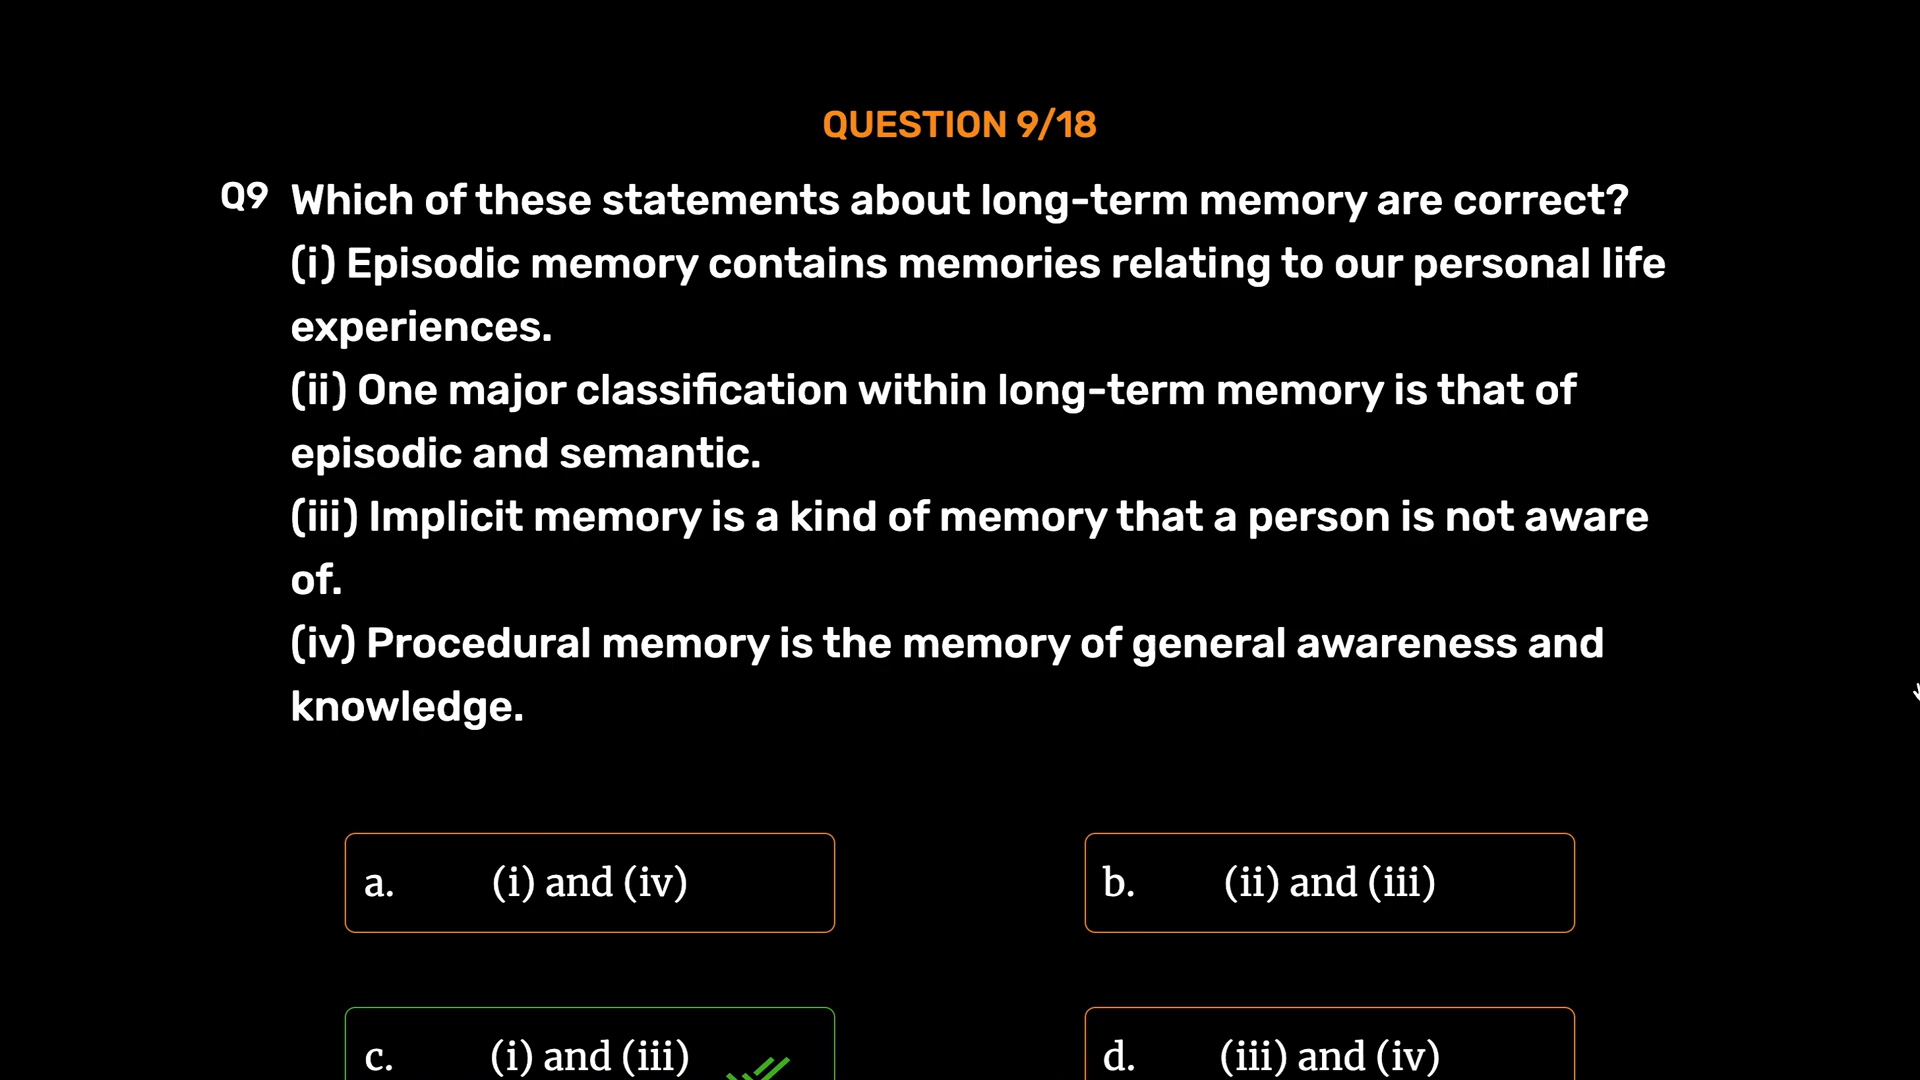 QUESTION 9/18
Q9 Which of these statements about long-term memory are correct?
(i) Episodic memory contains memories relating to our personal life
experiences.
(ii) One major classification within long-term memory is that of
episodic and semantic.
(iii) Implicit memory is a kind of memory that a person is not aware
of.
(iv) Procedural memory is the memory of general awareness and
knowledge.
a. (i) and (iv)
b. (ii) and (iii)
c. (i) and (iii)
d. (iii) and (iv)